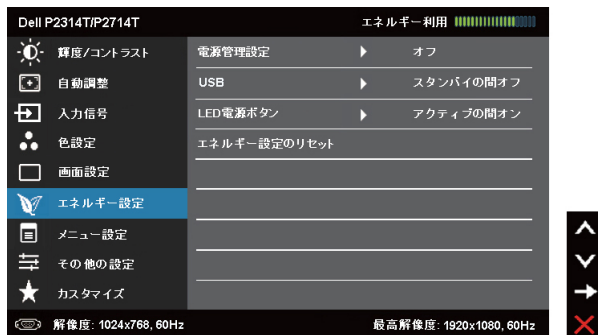 Dell P2314T/P2714T エネルギー利用
輝度/コントラスト
自動調整
入力信号
色設定
画面設定
エネルギー設定
メニュー設定
その他の設定
カスタマイズ
電源管理設定 オフ
USB スタンバイの間オフ
LED電源ボタン アクティブの間オン
エネルギー設定のリセット
解像度: 1024x768, 60Hz 最高解像度: 1920x1080, 60Hz